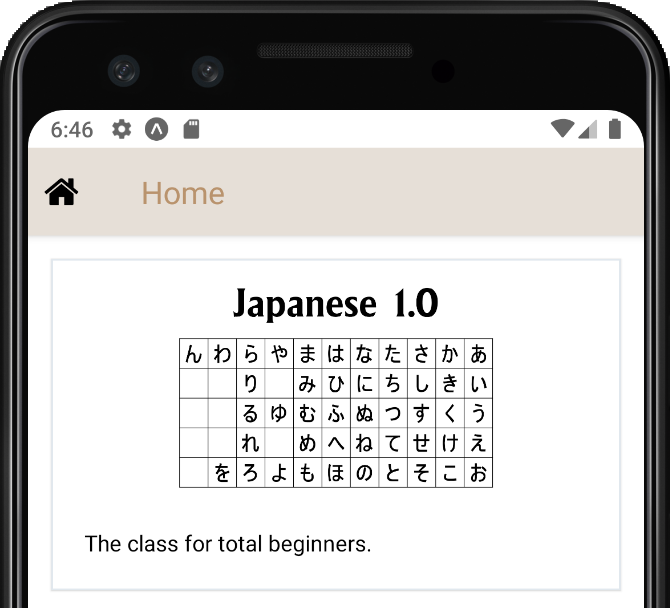 6:46
Home
Japanese 1.0
ん わ ら や ま は な た さ か あ
り み ひ に ち し き い
る ゆ む ふ ぬ つ す く う
れ め へ ね て せ け え
を ろ よ も ほ の と そ こ お
The class for total beginners.